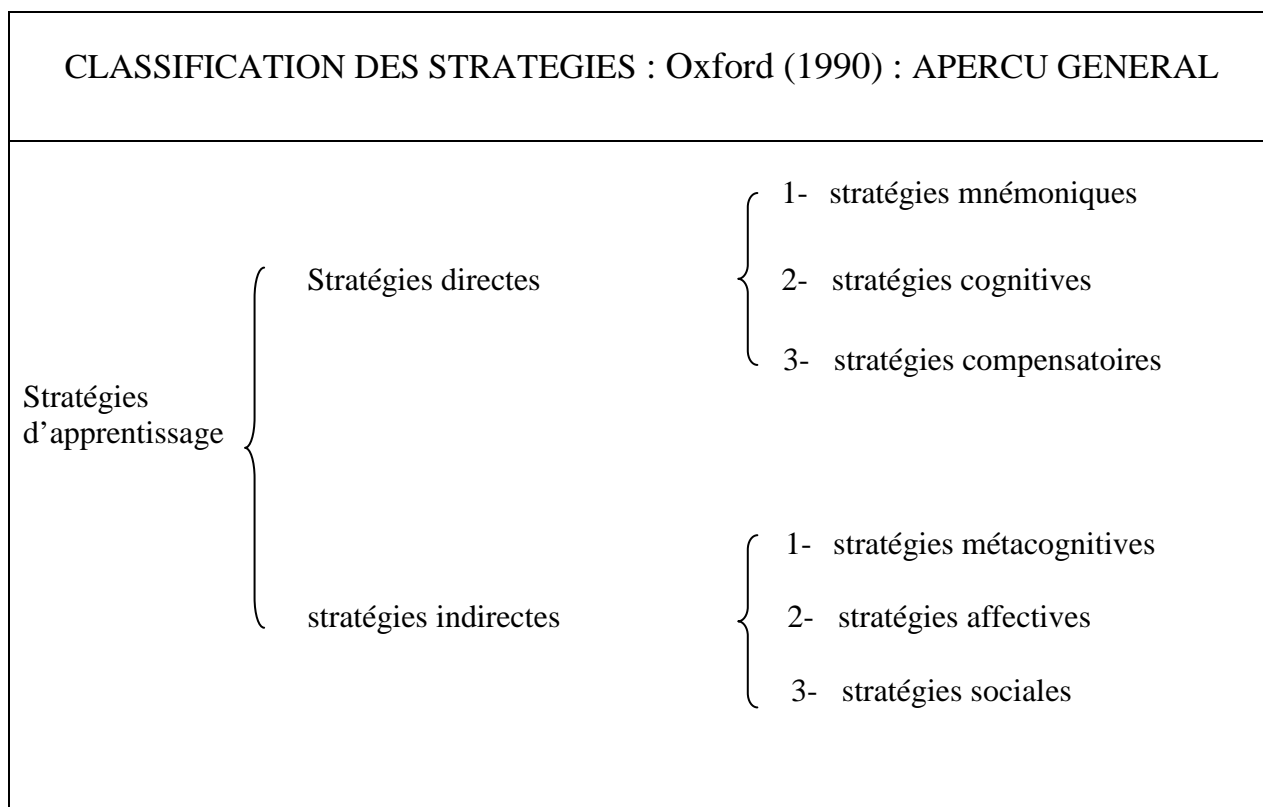 CLASSIFICATION DES STRATEGIES : Oxford (1990) : APERCU GENERAL
1- stratégies mnémoniques
Stratégies directes
2- stratégies cognitives
3- stratégies compensatoires
Stratégies
d’apprentissage
1- stratégies métacognitives
stratégies indirectes
2- stratégies affectives
3- stratégies sociales